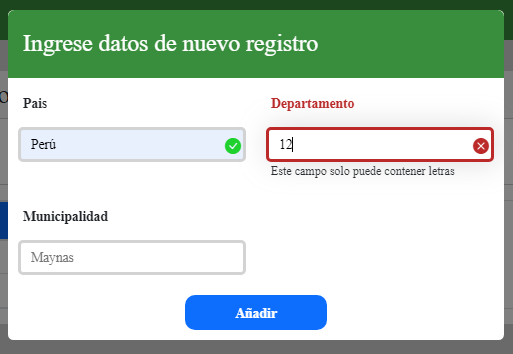 Ingrese datos de nuevo registro
Pais
Departamento
Perú
12
Este campo solo puede contener letras
Municipalidad
Maynas
Añadir